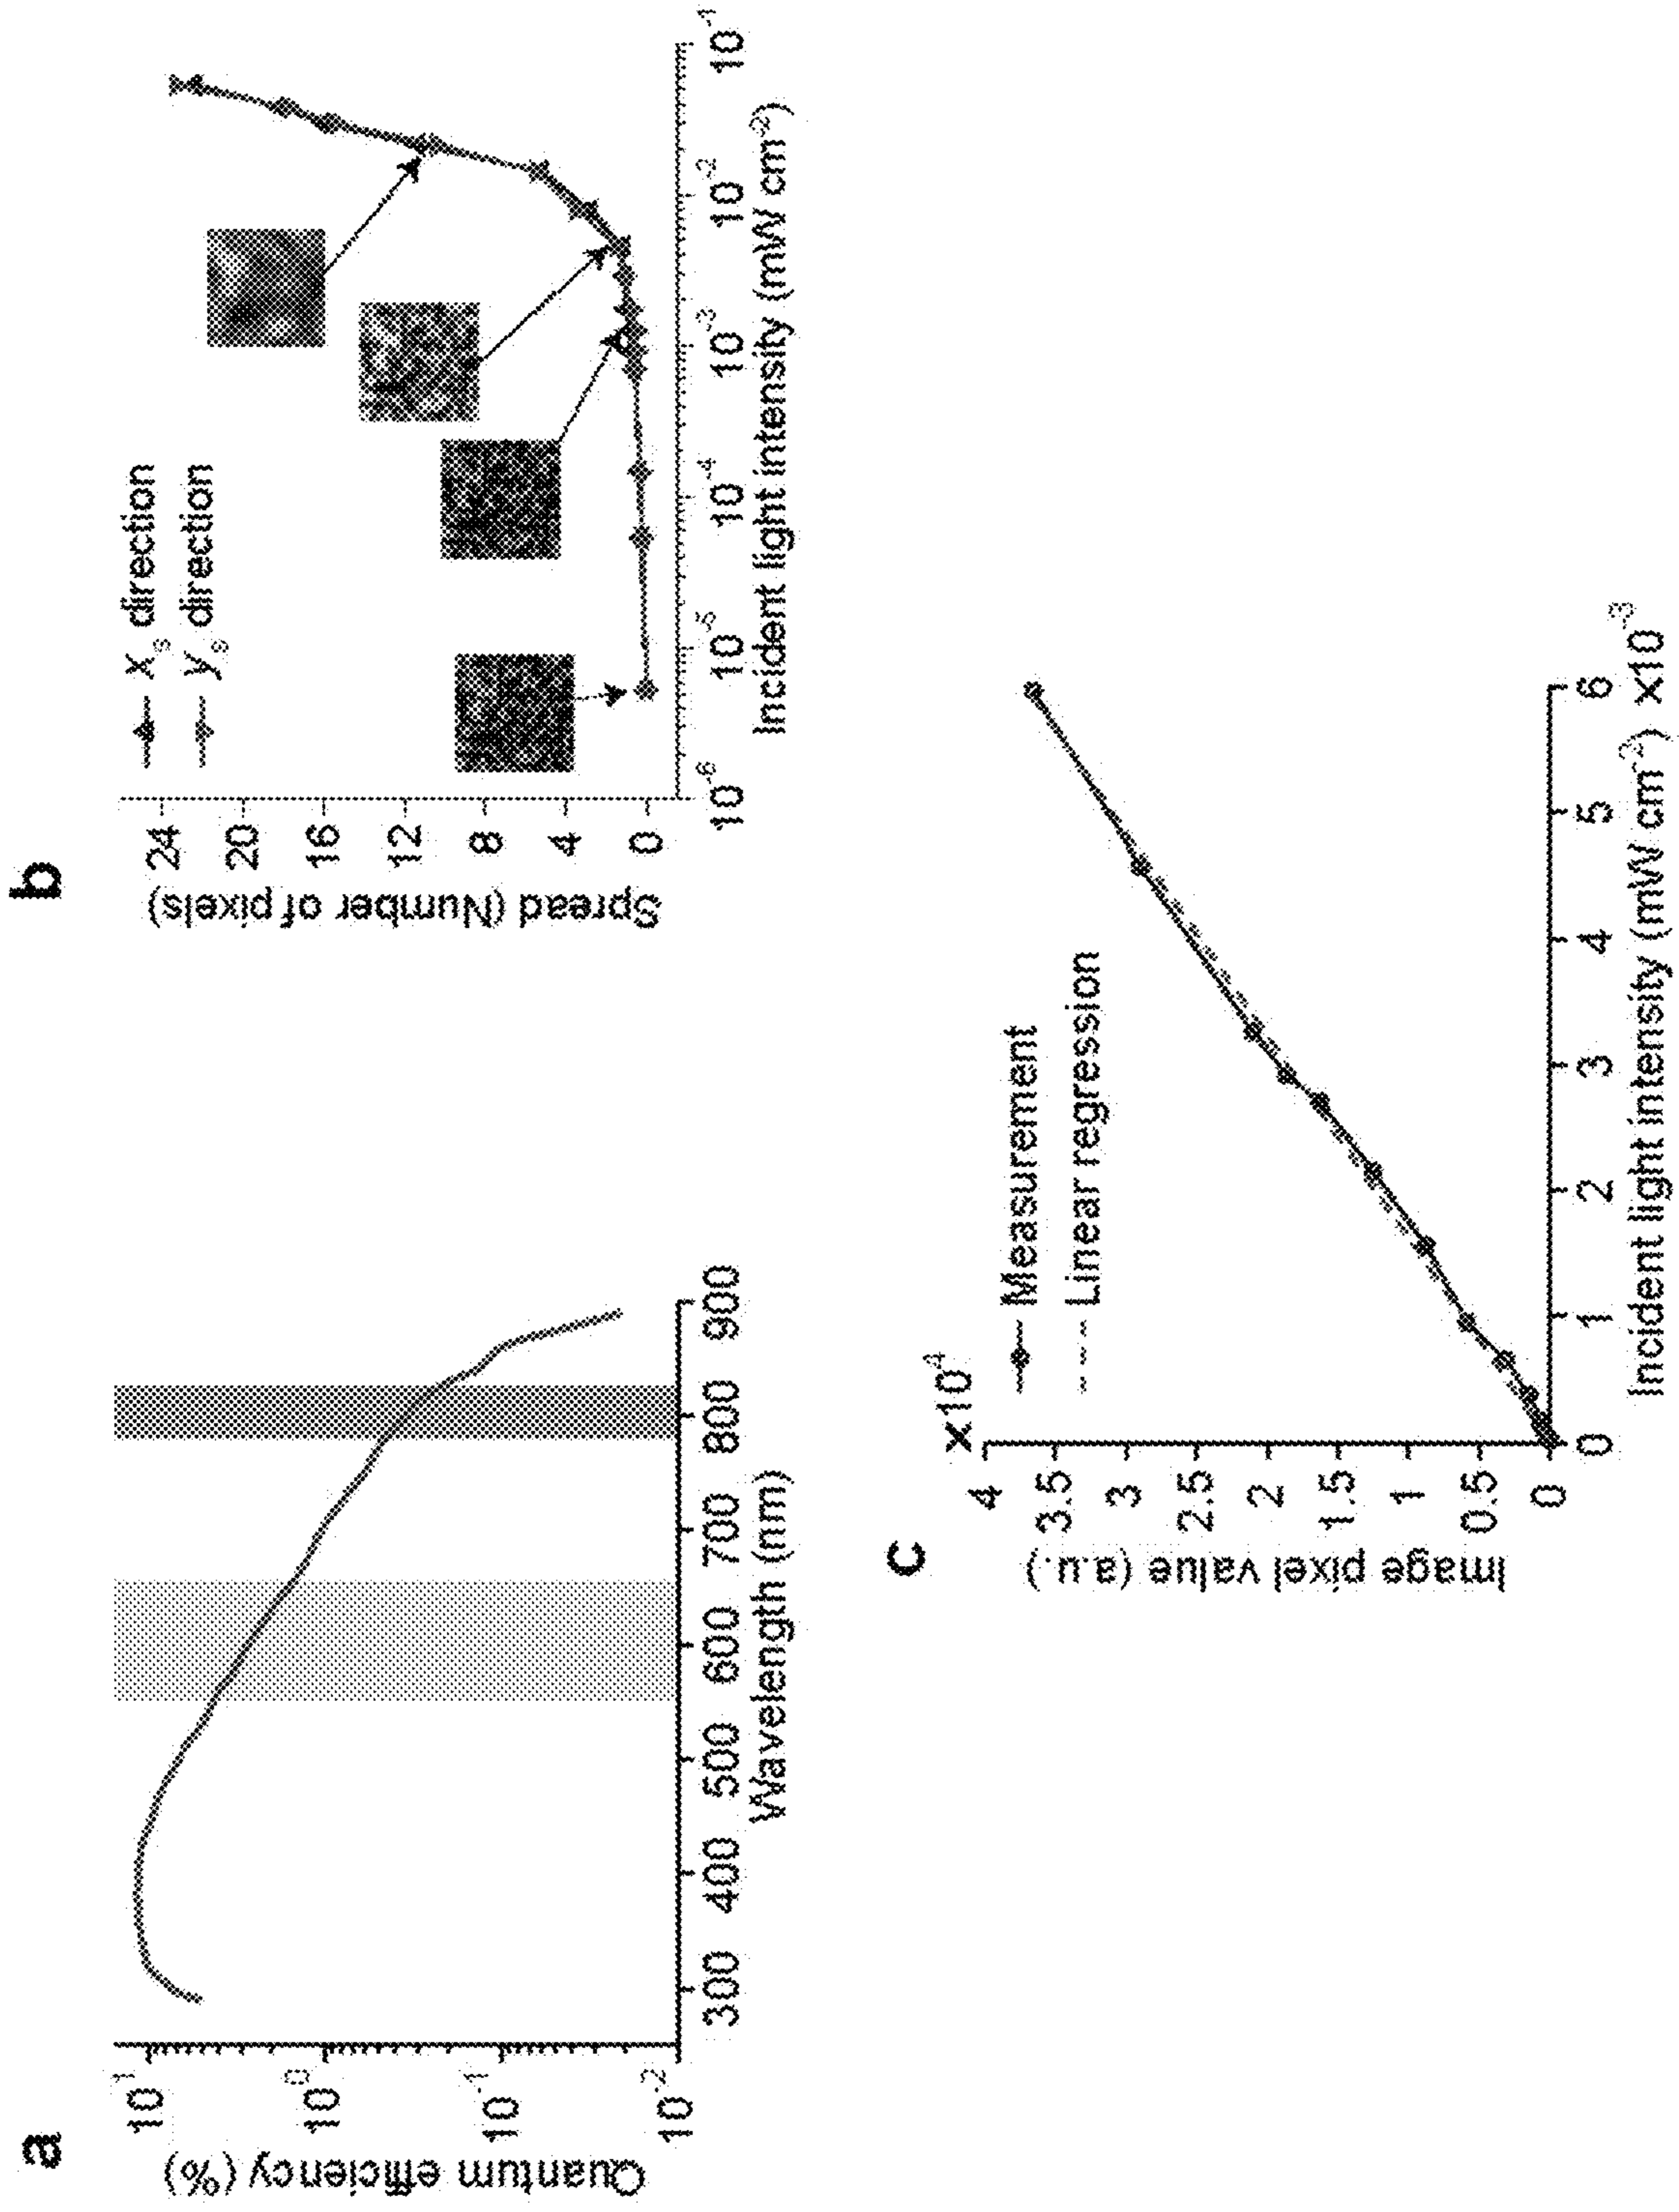 a
Quantum efficiency (%)
10^1
10^0
10^-1
10^-2
300 400 500 600 700 800 900
Wavelength (nm)
b
Spread (Number of pixels)
24
20
16
12
8
4
0
x_s direction
y_s direction
10^-6 10^-5 10^-4 10^-3 10^-2 10^-1
Incident light intensity (mW cm^-2)
c
x10^4
Image pixel value (a.u.)
4
3.5
3
2.5
2
1.5
1
0.5
0
Measurement
Linear regression
0 1 2 3 4 5 6
Incident light intensity (mW cm^-2) x10^-3